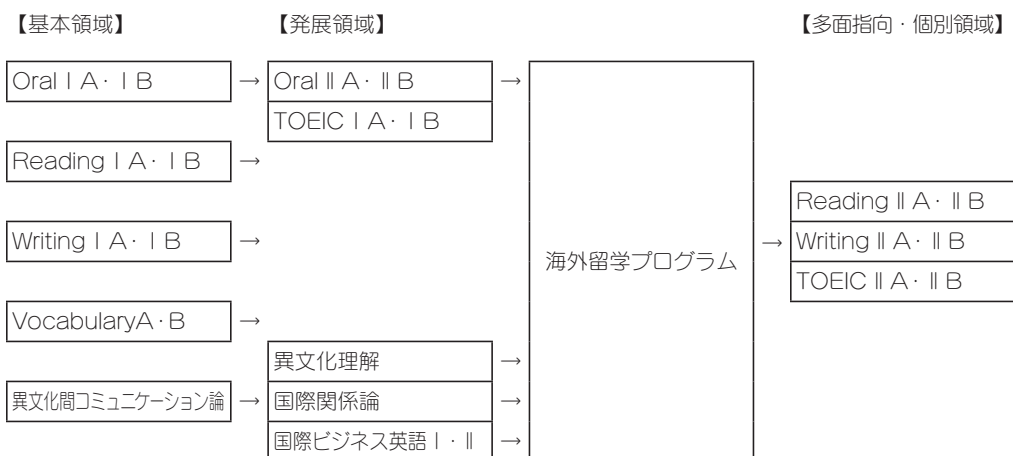 【基本領域】 【発展領域】 【多面指向・個別領域】
Oral Ⅰ A・Ⅰ B → Oral Ⅱ A・Ⅱ B →
TOEIC Ⅰ A・Ⅰ B
Reading Ⅰ A・Ⅰ B →
Reading Ⅱ A・Ⅱ B
Writing Ⅰ A・Ⅰ B → → Writing Ⅱ A・Ⅱ B
海外留学プログラム
TOEIC Ⅱ A・Ⅱ B
VocabularyA・B →
異文化理解 →
異文化間コミュニケーション論 → 国際関係論 →
国際ビジネス英語Ⅰ・Ⅱ →